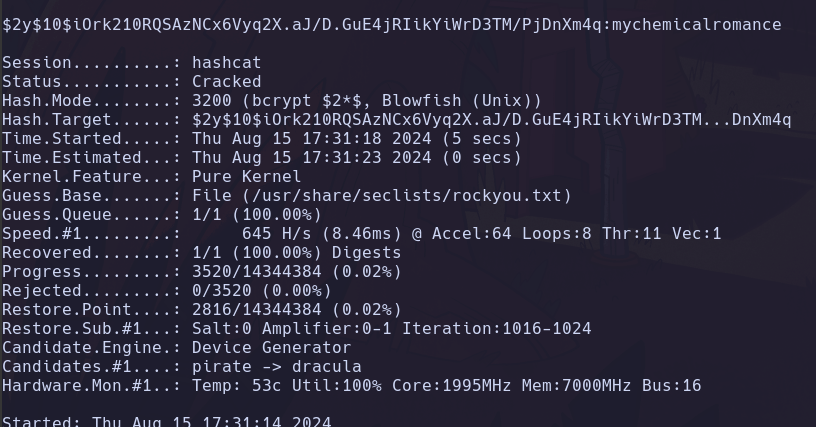 $2y$10$iOrk210RQSAzNCx6Vyq2X.aJ/D.GuE4jRIikYiWrD3TM/PjDnXm4q:mychemicalromance
Session..........: hashcat
Status...........: Cracked
Hash.Mode........: 3200 (bcrypt $2*$, Blowfish (Unix))
Hash.Target......: $2y$10$iOrk210RQSAzNCx6Vyq2X.aJ/D.GuE4jRIikYiWrD3TM...DnXm4q
Time.Started.....: Thu Aug 15 17:31:18 2024 (5 secs)
Time.Estimated...: Thu Aug 15 17:31:23 2024 (0 secs)
Kernel.Feature...: Pure Kernel
Guess.Base.......: File (/usr/share/seclists/rockyou.txt)
Guess.Queue......: 1/1 (100.00%)
Speed.#1.........:      645 H/s (8.46ms) @ Accel:64 Loops:8 Thr:11 Vec:1
Recovered........: 1/1 (100.00%) Digests
Progress.........: 3520/14344384 (0.02%)
Rejected.........: 0/3520 (0.00%)
Restore.Point....: 2816/14344384 (0.02%)
Restore.Sub.#1...: Salt:0 Amplifier:0-1 Iteration:1016-1024
Candidate.Engine.: Device Generator
Candidates.#1....: pirate -> dracula
Hardware.Mon.#1..: Temp: 53c Util:100% Core:1995MHz Mem:7000MHz Bus:16
Started: Thu Aug 15 17:31:14 2024